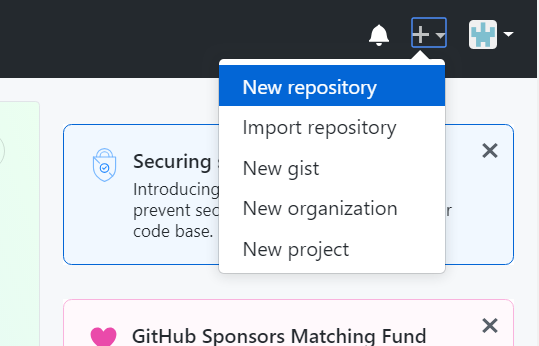 New repository
Import repository
New gist
New organization
New project
Securing
Introducing
prevent
code base.
GitHub Sponsors Matching Fund